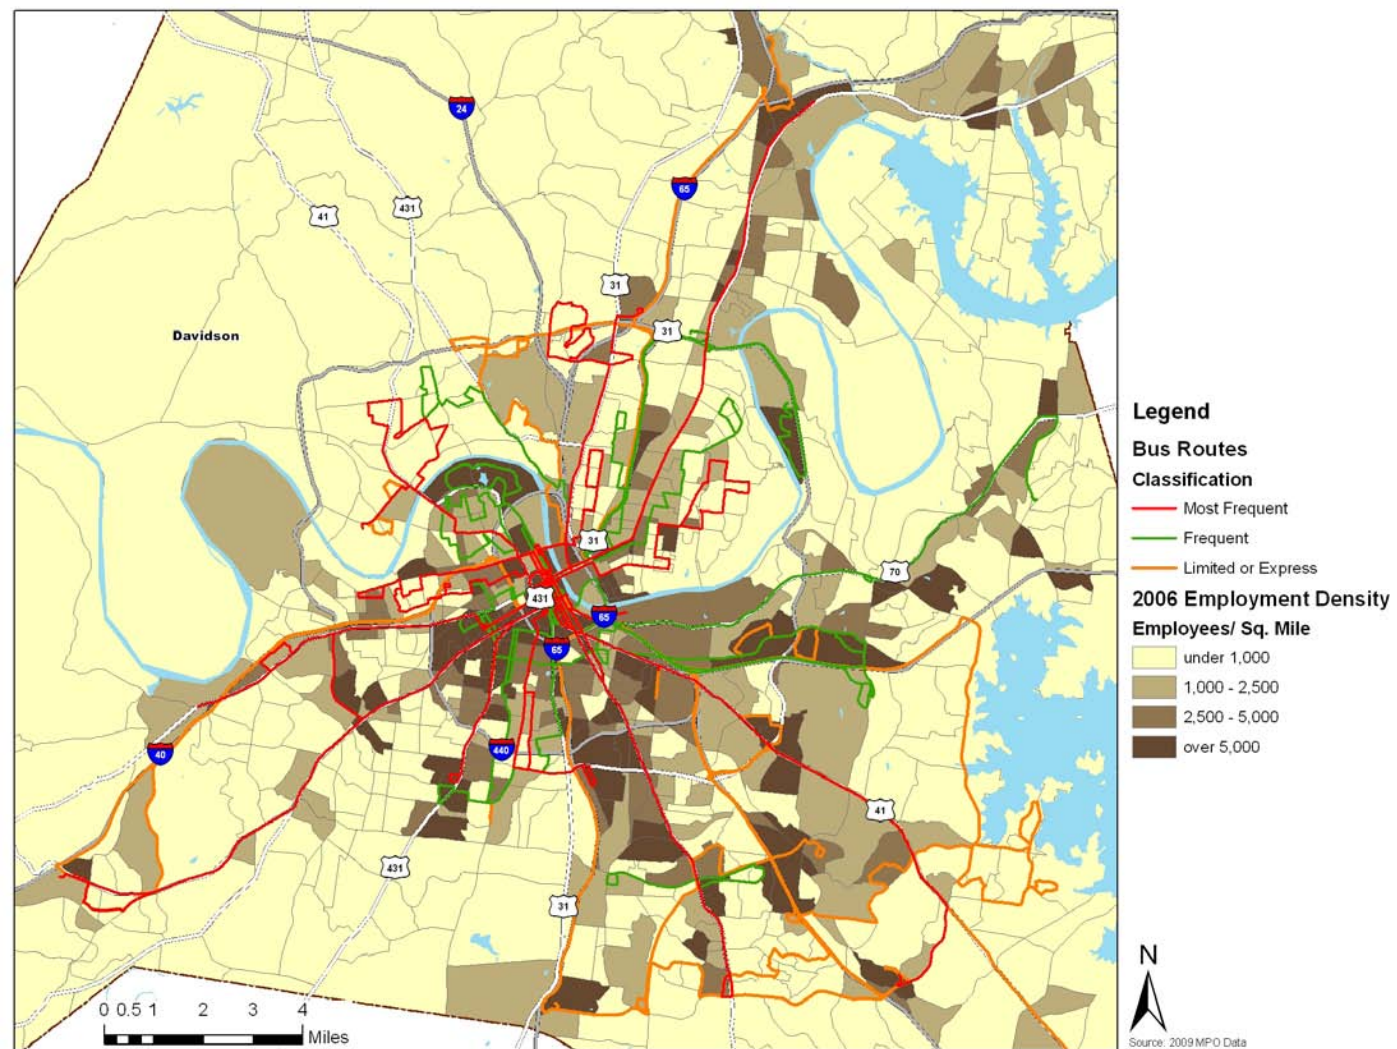 24
65
41
431
31
31
Davidson
31
70
431
65
65
440
40
41
431
31
0 0.5 1 2 3 4
Miles
Legend
Bus Routes
Classification
Most Frequent
Frequent
Limited or Express
2006 Employment Density
Employees/ Sq. Mile
under 1,000
1,000 - 2,500
2,500 - 5,000
over 5,000
N
Source: 2009 MPO Data